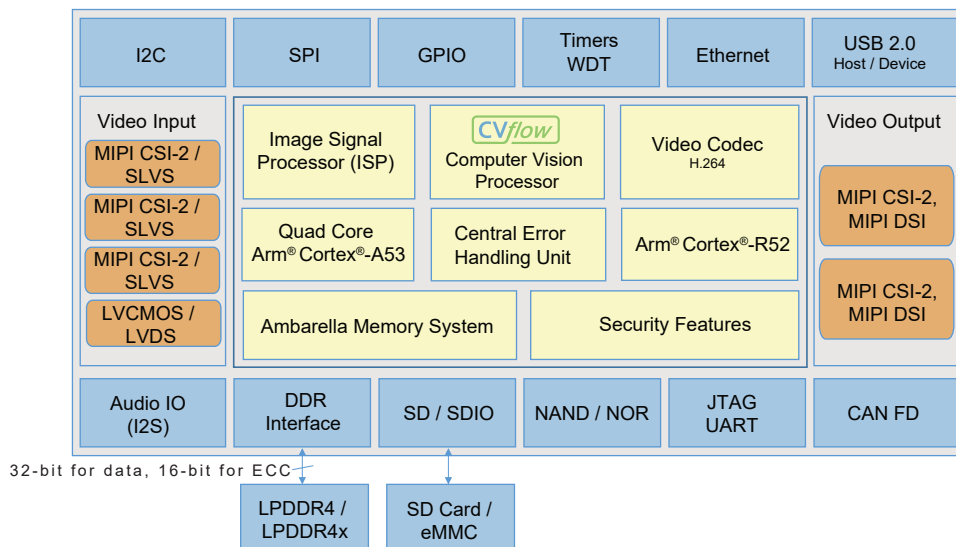 I2C
SPI
GPIO
Timers
WDT
Ethernet
USB 2.0
Host / Device
Video Input
MIPI CSI-2 /
SLVS
MIPI CSI-2 /
SLVS
MIPI CSI-2 /
SLVS
LVCMOS /
LVDS
Image Signal
Processor (ISP)
CVflow
Computer Vision
Processor
Video Codec
H.264
Quad Core
Arm® Cortex®-A53
Central Error
Handling Unit
Arm® Cortex®-R52
Ambarella Memory System
Security Features
Video Output
MIPI CSI-2,
MIPI DSI
MIPI CSI-2,
MIPI DSI
Audio IO
(I2S)
DDR
Interface
SD / SDIO
NAND / NOR
JTAG
UART
CAN FD
32-bit for data, 16-bit for ECC
LPDDR4 /
LPDDR4x
SD Card /
eMMC